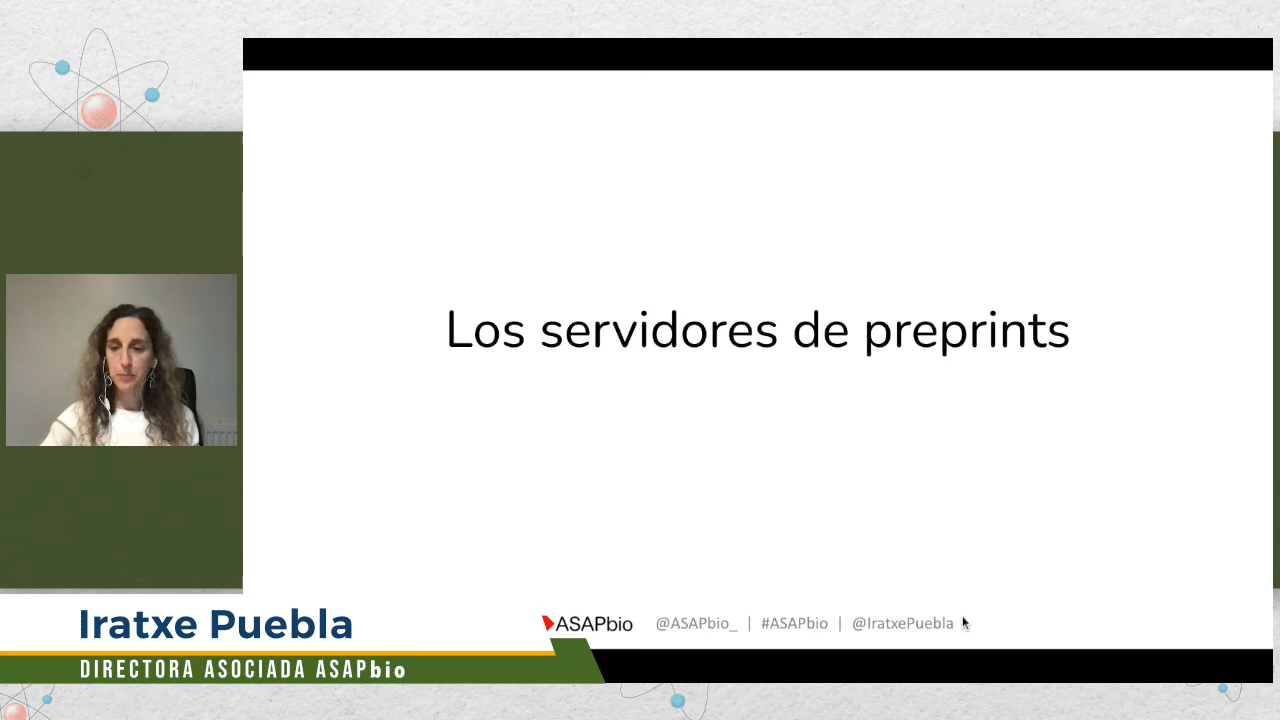 Los servidores de preprints
ASAPbio @ASAPbio_ | #ASAPbio | @IratxePuebla
Iratxe Puebla
DIRECTORA ASOCIADA ASAPbio